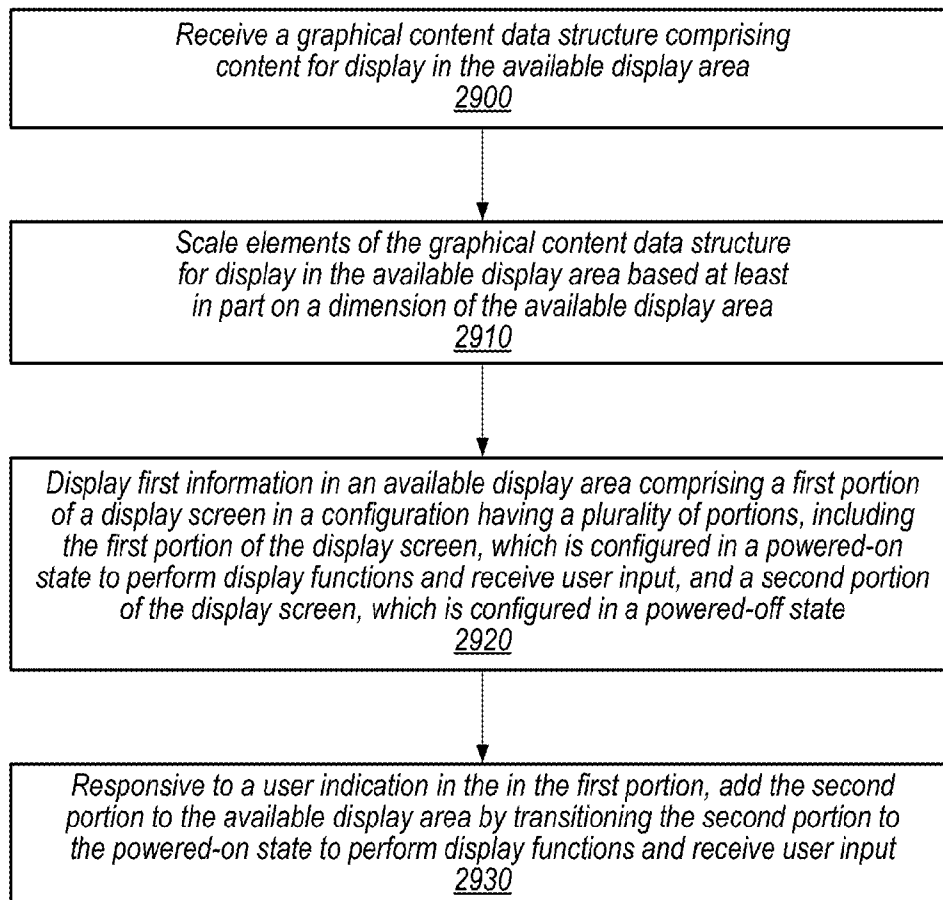 Receive a graphical content data structure comprising
content for display in the available display area
2900
Scale elements of the graphical content data structure
for display in the available display area based at least
in part on a dimension of the available display area
2910
Display first information in an available display area comprising a first portion
of a display screen in a configuration having a plurality of portions, including
the first portion of the display screen, which is configured in a powered-on
state to perform display functions and receive user input, and a second portion
of the display screen, which is configured in a powered-off state
2920
Responsive to a user indication in the in the first portion, add the second
portion to the available display area by transitioning the second portion to
the powered-on state to perform display functions and receive user input
2930